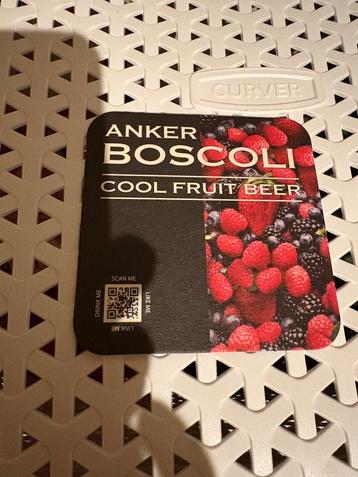 CURVER
ANKER
BOSCOLI
COOL FRUIT BEER
SCAN ME
DRINK ME
LIKE ME
LINK ME